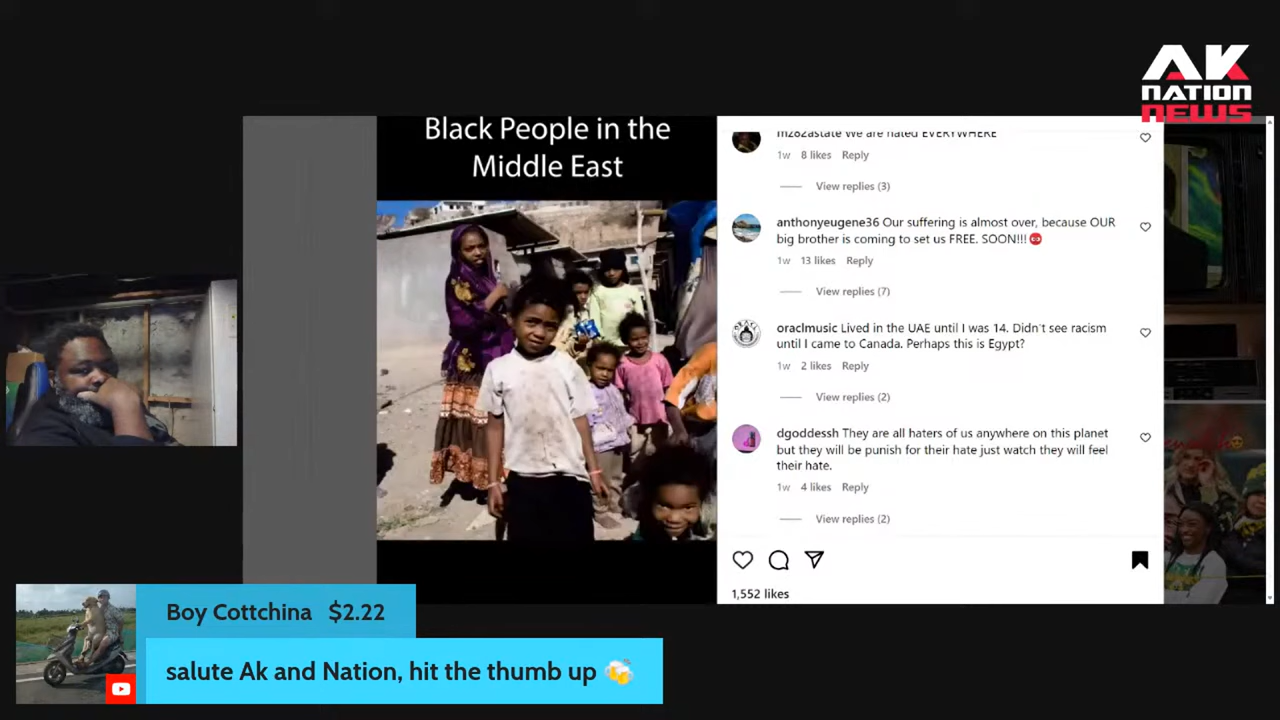 AK
NATION
NEWS
Black People in the
Middle East
m282astate We are hated EVERYWHERE
1w 8 likes Reply
View replies (3)
anthonyeugene36 Our suffering is almost over, because OUR
big brother is coming to set us FREE. SOON!!!
1w 13 likes Reply
View replies (7)
oraclmusic Lived in the UAE until I was 14. Didn't see racism
until I came to Canada. Perhaps this is Egypt?
1w 2 likes Reply
View replies (2)
dgoddessh They are all haters of us anywhere on this planet
but they will be punish for their hate just watch they will feel
their hate.
1w 4 likes Reply
View replies (2)
1,552 likes
Boy Cottchina $2.22
salute Ak and Nation, hit the thumb up 🍻